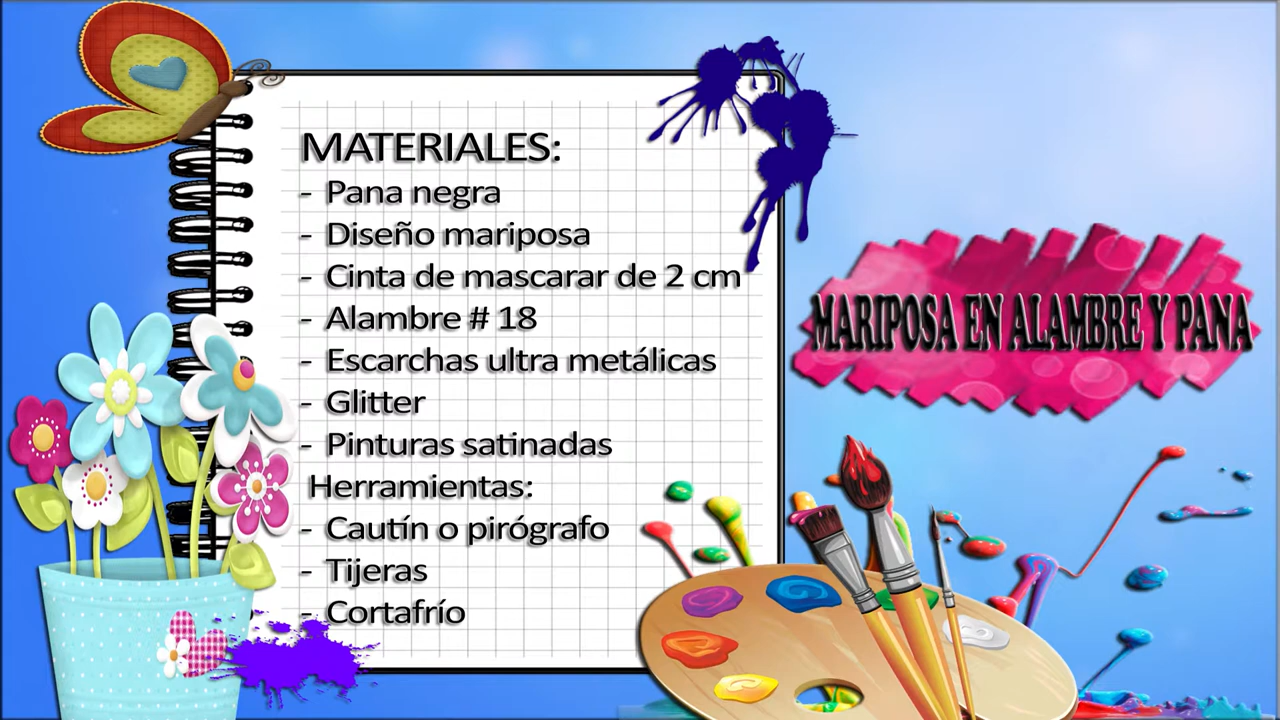 MATERIALES:
- Pana negra
- Diseño mariposa
- Cinta de mascarar de 2 cm
- Alambre # 18
- Escarchas ultra metálicas
- Glitter
- Pinturas satinadas
Herramientas:
- Cautín o pirógrafo
- Tijeras
- Cortafrío
MARIPOSA EN ALAMBRE Y PANA